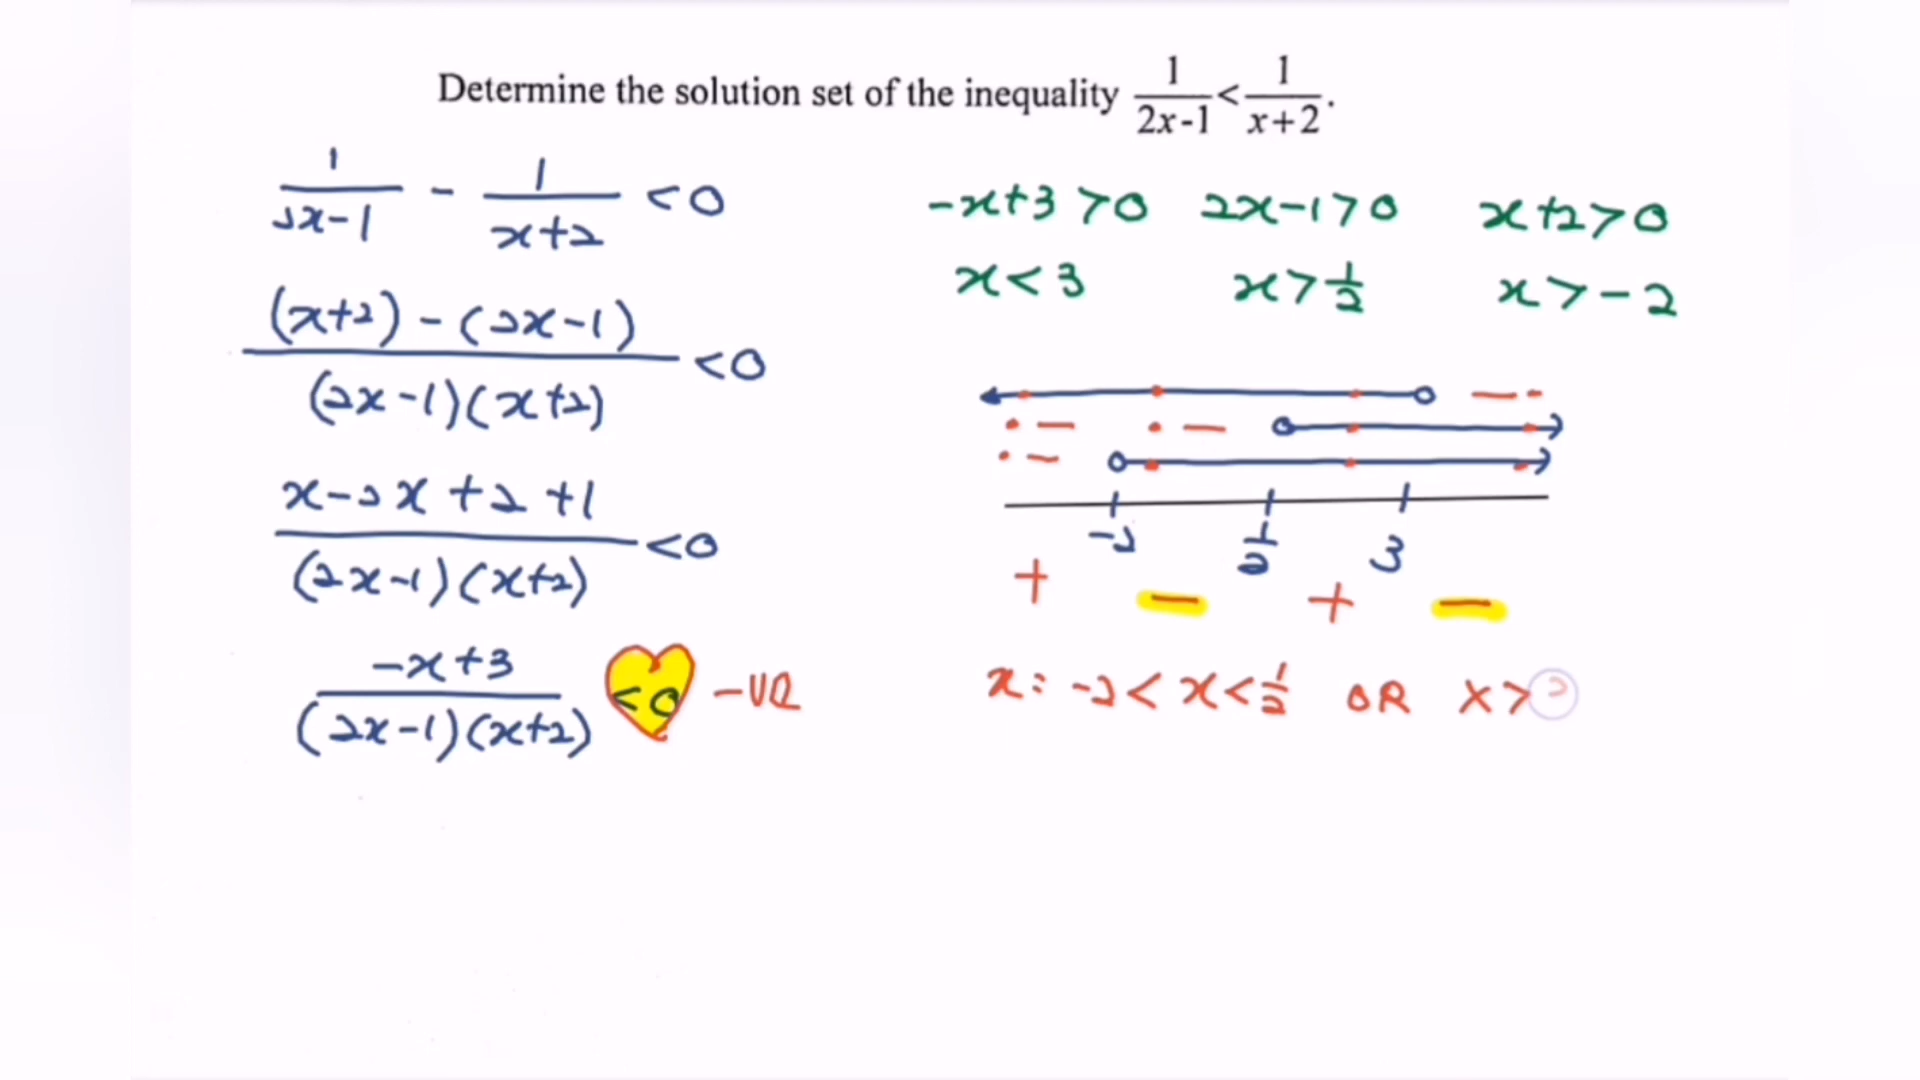 Determine the solution set of the inequality 1/(2x-1) < 1/(x+2).
1/(2x-1) - 1/(x+2) < 0
((x+2) - (2x-1))/((2x-1)(x+2)) < 0
(x-2x+2+1)/((2x-1)(x+2)) < 0
(-x+3)/((2x-1)(x+2)) < 0 -VE
-x+3 > 0 2x-1 > 0 x+2 > 0
x < 3 x > 1/2 x > -2
-2 1/2 3
+ - + -
x: -2 < x < 1/2 OR x >